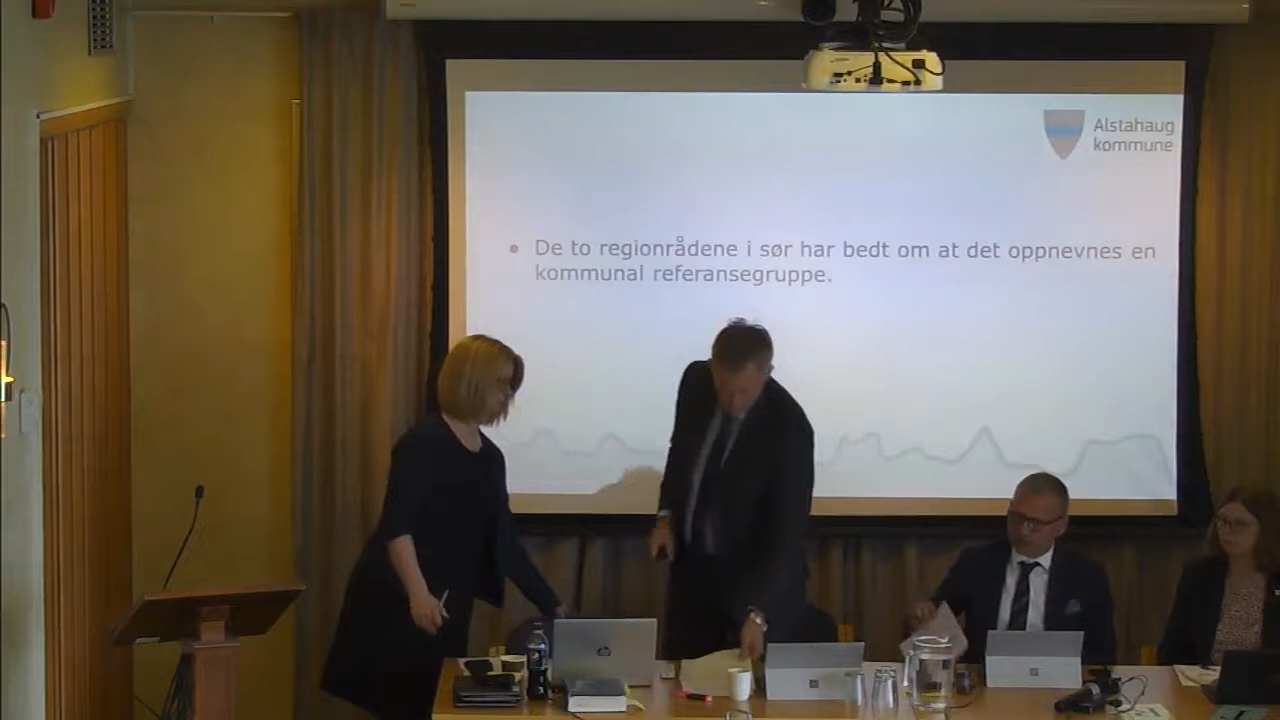 Alstahaug
kommune
De to regionrådene i sør har bedt om at det oppnevnes en
kommunal referansegruppe.